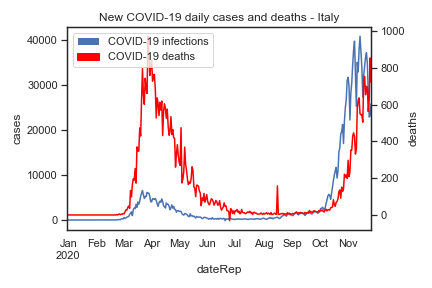 New COVID-19 daily cases and deaths - Italy
COVID-19 infections
COVID-19 deaths
40000
30000
20000
10000
0
cases
1000
800
600
400
200
0
deaths
Jan Feb Mar Apr May Jun Jul Aug Sep Oct Nov
2020
dateRep